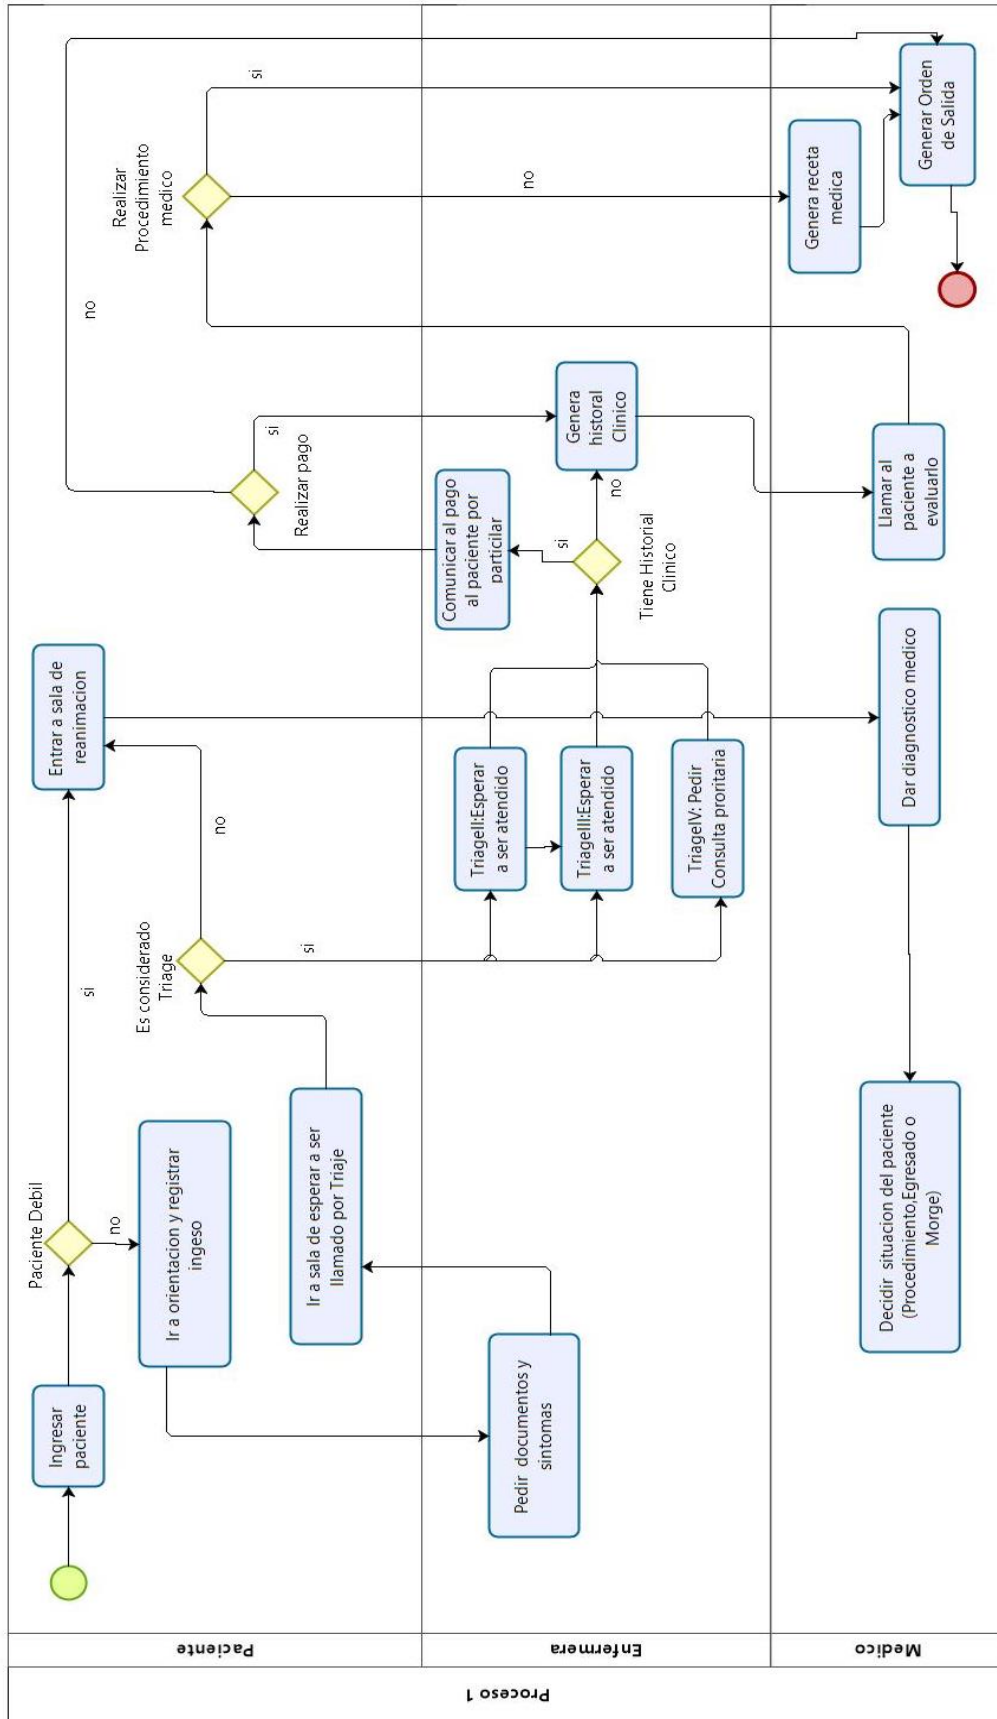 Proceso 1
Paciente
Enfermera
Medico
Ingresar
paciente
Paciente Debil
si
no
Ir a orientacion y registrar
ingeso
Ir a sala de esperar a ser
llamado por Triaje
Es considerado
Triage
no
si
Entrar a sala de
reanimacion
Realizar pago
si
no
Realizar
Procedimiento
medico
si
no
Pedir documentos y
sintomas
TriageII:Esperar
a ser atendido
TriageIII:Esperar
a ser atendido
TriageIV: Pedir
Consulta proritaria
Tiene Historial
Clinico
si
no
Comunicar al pago
al paciente por
particilar
Genera
historal
Clinico
Decidir situacion del paciente
(Procedimiento,Egresado o
Morge)
Dar diagnostico medico
Llamar al
paciente a
evaluarlo
Genera receta
medica
Generar Orden
de Salida